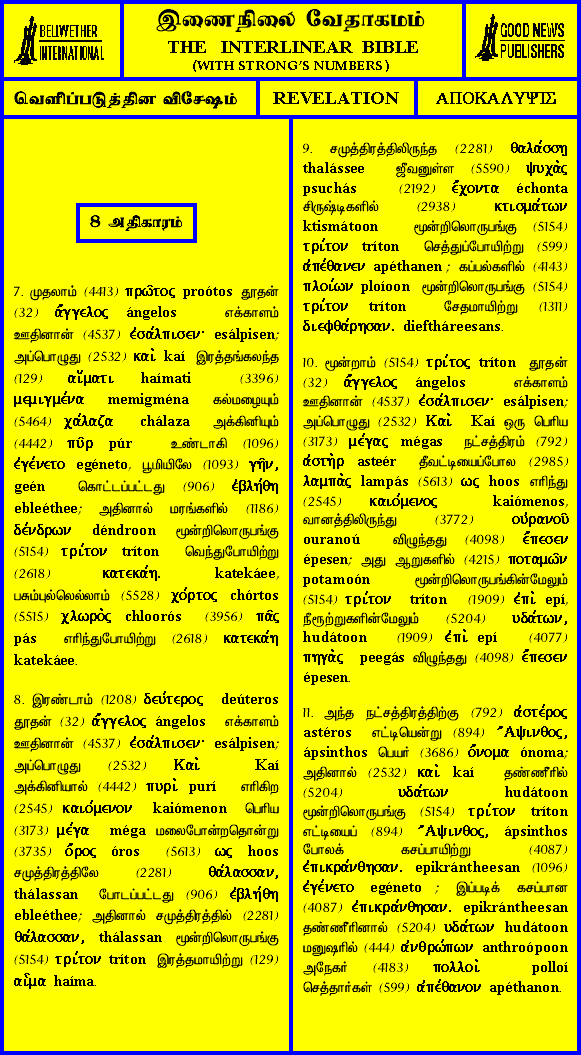 BELLWETHER
INTERNATIONAL
இணைநிலை வேதாகமம்
THE INTERLINEAR BIBLE
(WITH STRONG'S NUMBERS)
GOOD NEWS
PUBLISHERS
வெளிப்படுத்தின விசேஷம்
REVELATION
ΑΠΟΚΑΛΥΨΙΣ
8 அதிகாரம்
7. முதலாம் (4413) πρῶτος proótos தூதன்
(32) ἄγγελος ángelos எக்காளம்
ஊதினான் (4537) ἐσάλπισεν· esálpisen;
அப்பொழுது (2532) καὶ kaí இரத்தங்கலந்த
(129) αἵματι haímati (3396)
μεμιγμένα memigména கல்மழையும்
(5464) χάλαζα chálaza அக்கினியும்
(4442) πῦρ púr உண்டாகி (1096)
ἐγένετο egéneto, பூமியிலே (1093) γῆν,
geén கொட்டப்பட்டது (906) ἐβλήθη
ebleéthee; அதினால் மரங்களில் (1186)
δένδρων déndroon மூன்றிலொருபங்கு
(5154) τρίτον tríton வெந்துபோயிற்று
(2618) κατεκάη. katekáee,
பசும்புல்லெல்லாம் (5528) χόρτος chórtos
(5515) χλωρὸς chloorós (3956) πᾶς
pás எரிந்துபோயிற்று (2618) κατεκάη
katekáee.
8. இரண்டாம் (1208) δεύτερος deúteros
தூதன் (32) ἄγγελος ángelos எக்காளம்
ஊதினான் (4537) ἐσάλπισεν· esálpisen;
அப்பொழுது (2532) Καὶ Kaí
அக்கினியால் (4442) πυρὶ purí எரிகிற
(2545) καιόμενον kaiómenon பெரிய
(3173) μέγα méga மலைபோன்றதொன்று
(3735) ὄρος óros (5613) ως hoos
சமுத்திரத்திலே (2281) θάλασσαν,
thálassan போடப்பட்டது (906) ἐβλήθη
ebleéthee; அதினால் சமுத்திரத்தில் (2281)
θάλασσαν, thálassan மூன்றிலொருபங்கு
(5154) τρίτον tríton இரத்தமாயிற்று (129)
αἷμα haíma.
9. சமுத்திரத்திலிருந்த (2281) θαλάσσῃ
thalássee ஜீவனுள்ள (5590) ψυχὰς
psuchás (2192) ἔχοντα échonta
சிருஷ்டிகளில் (2938) κτισμάτων
ktismátoon மூன்றிலொருபங்கு (5154)
τρίτον tríton செத்துப்போயிற்று (599)
ἀπέθανεν apéthanen ; கப்பல்களில் (4143)
πλοίων ploíoon மூன்றிலொருபங்கு (5154)
τρίτον tríton சேதமாயிற்று (1311)
διεφθάρησαν. dieftháreesans.
10. மூன்றாம் (5154) τρίτος tríton தூதன்
(32) ἄγγελος ángelos எக்காளம்
ஊதினான் (4537) ἐσάλπισεν· esálpisen;
அப்பொழுது (2532) Καὶ Kaí ஒரு பெரிய
(3173) μέγας mégas நட்சத்திரம் (792)
ἀστὴρ asteér தீவட்டியைப்போல (2985)
λαμπὰς lampás (5613) ως hoos எரிந்து
(2545) καιόμενος kaiómenos,
வானத்திலிருந்து (3772) οὐρανοῦ
ouranoú விழுந்தது (4098) ἔπεσεν
épesen; அது ஆறுகளில் (4215) ποταμῶν
potamoón மூன்றிலொருபங்கின்மேலும்
(5154) τρίτον tríton (1909) ἐπὶ epí,
நீரூற்றுகளின்மேலும் (5204) υδάτων,
hudátoon (1909) ἐπὶ epí (4077)
πηγὰς peegás விழுந்தது (4098) ἔπεσεν
épesen.
11. அந்த நட்சத்திரத்திற்கு (792) ἀστέρος
astéros எட்டியென்று (894) Ἄψινθος,
ápsinthos பெயர் (3686) ὄνομα ónoma;
அதினால் (2532) καὶ kaí தண்ணீரில்
(5204) υδάτων hudátoon
மூன்றிலொருபங்கு (5154) τρίτον tríton
எட்டியைப் (894) Ἄψινθος, ápsinthos
போலக் கசப்பாயிற்று (4087)
ἐπικράνθησαν. epikrántheesan (1096)
ἐγένετο egéneto ; இப்படிக் கசப்பான
(4087) ἐπικράνθησαν. epikrántheesan
தண்ணீரினால் (5204) υδάτων hudátoon
மனுஷரில் (444) ἀνθρώπων anthroópoon
அநேகர் (4183) πολλοὶ polloí
செத்தார்கள் (599) ἀπέθανον apéthanon.